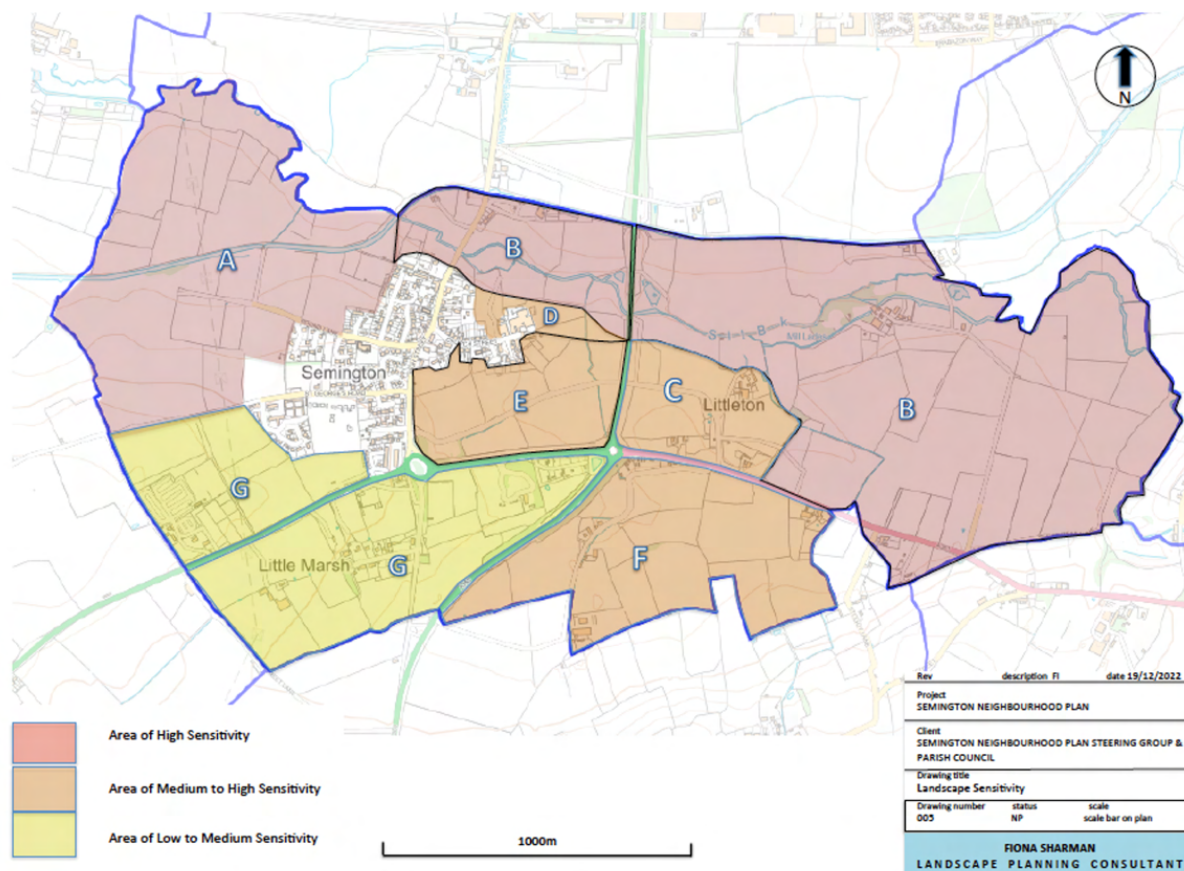 N
A
B
D
Semington
E
C
Littleton
B
G
Little Marsh
G
F
Rev description FI date 19/12/2022
Project
SEMINGTON NEIGHBOURHOOD PLAN
Client
SEMINGTON NEIGHBOURHOOD PLAN STEERING GROUP &
PARISH COUNCIL
Drawing title
Landscape Sensitivity
Drawing number status scale
005 NP scale bar on plan
FIONA SHARMAN
LANDSCAPE PLANNING CONSULTANT
Area of High Sensitivity
Area of Medium to High Sensitivity
Area of Low to Medium Sensitivity
1000m